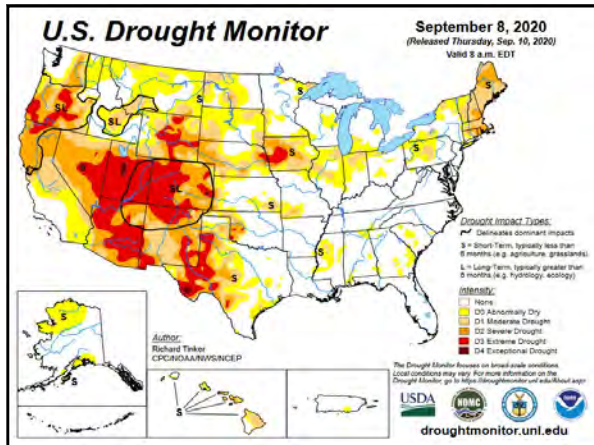 U.S. Drought Monitor
September 8, 2020
(Released Thursday, Sep. 10, 2020)
Valid 8 a.m. EDT
SL
SL
S
S
S
SL
S
S
S
S
S
S
Drought Impact Types:
Delineates dominant impacts
S = Short-Term, typically less than
6 months (e.g. agriculture, grasslands)
L = Long-Term, typically greater than
6 months (e.g. hydrology, ecology)
Intensity:
None
D0 Abnormally Dry
D1 Moderate Drought
D2 Severe Drought
D3 Extreme Drought
D4 Exceptional Drought
S
S
Author:
Richard Tinker
CPC/NOAA/NWS/NCEP
S
The Drought Monitor focuses on broad-scale conditions.
Local conditions may vary. For more information on the
Drought Monitor, go to https://droughtmonitor.unl.edu/About.aspx
USDA
NDMC
droughtmonitor.unl.edu